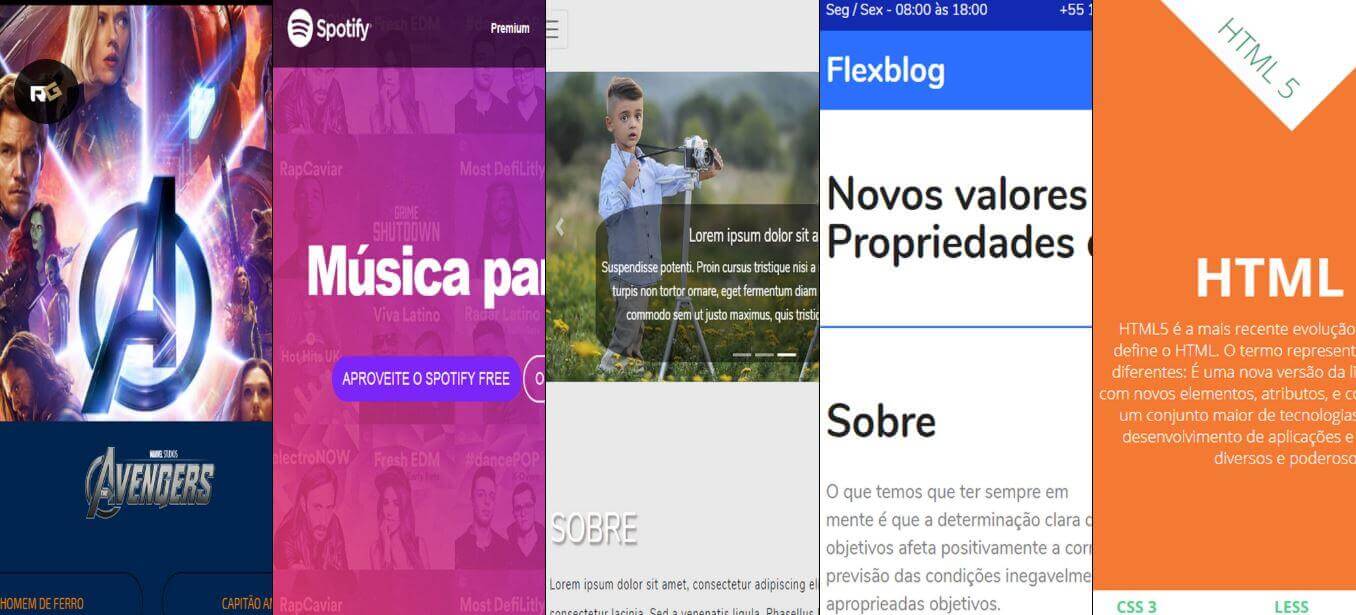 RG
MARVEL STUDIOS
AVENGERS
HOMEM DE FERRO
CAPITÃO A
Spotify
Premium
Fresh EDM
RapCaviar
Most DefiLitly
GRIME
SHUTDOWN
Música pa
Viva Latino
Hot Hits UK
APROVEITE O SPOTIFY FREE
O
lectroNOW
Fresh EDM
#dancePOP
RapCaviar
Most DefiLitly
Lorem ipsum dolor sit a
Suspendisse potenti. Proin cursus tristique nisi a
turpis non tortor ornare, eget fermentum diam
commodo sem ut justo maximus, quis tristic
SOBRE
Lorem ipsum dolor sit amet, consectetur adipiscing eli
consectetur lacinia. Sed a venenatis ligula. Phasellus
Seg / Sex - 08:00 às 18:00
+55 1
Flexblog
Novos valores
Propriedades
Sobre
O que temos que ter sempre em
mente é que a determinação clara d
objetivos afeta positivamente a cor
previsão das condições inegavelme
apropriadas objetivos.
HTML 5
HTML
HTML5 é a mais recente evolução
define o HTML. O termo represent
diferentes: É uma nova versão da li
com novos elementos, atributos, e co
um conjunto maior de tecnologias
desenvolvimento de aplicações e
diversos e poderoso
CSS 3
LESS